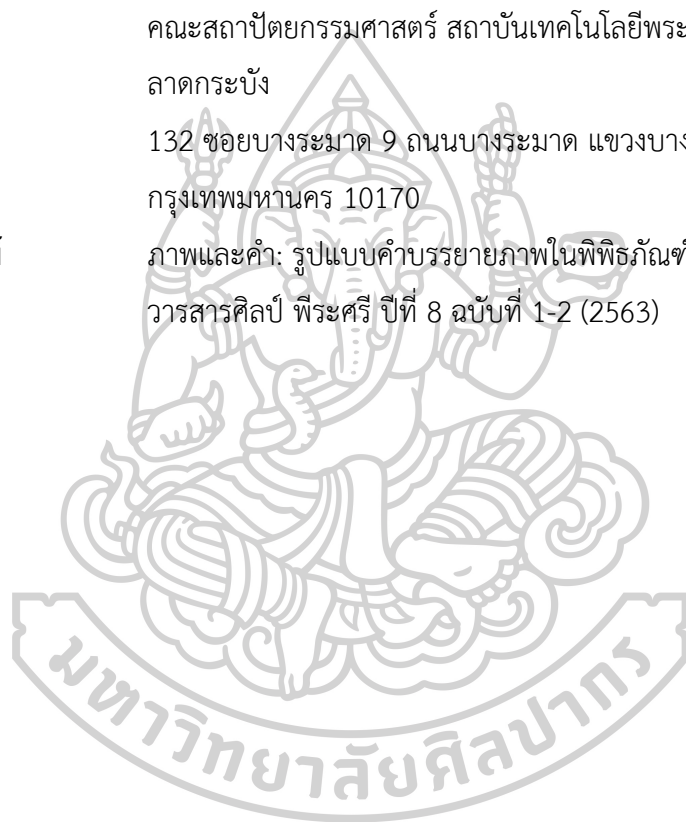 คณะสถาปัตยกรรมศาสตร์ สถาบันเทคโนโลยีพระ
ลาดกระบัง
132 ซอยบางระมาด 9 ถนนบางระมาด แขวงบาง
กรุงเทพมหานคร 10170
ภาพและคำ: รูปแบบคำบรรยายภาพในพิพิธภัณฑ์
วารสารศิลป์ พีระศรี ปีที่ 8 ฉบับที่ 1-2 (2563)
มหาวิทยาลัยศิลปากร